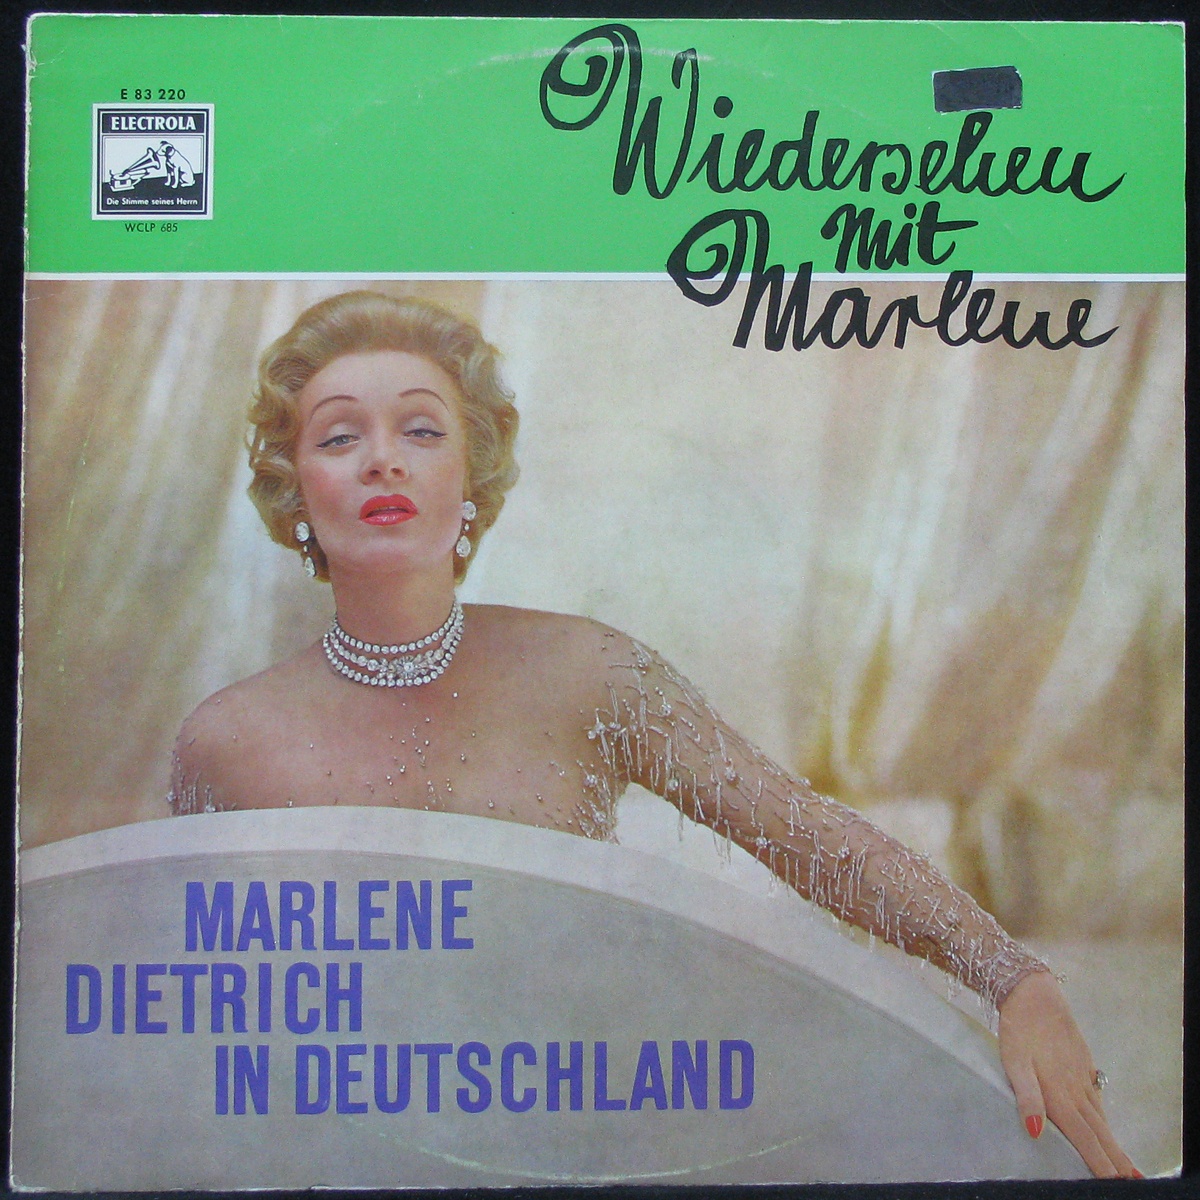 E 83 220
ELECTROLA
Die Stimme seines Herrn
WCLP 685
Wiedersehen
mit
Marlene
MARLENE
DIETRICH
IN DEUTSCHLAND